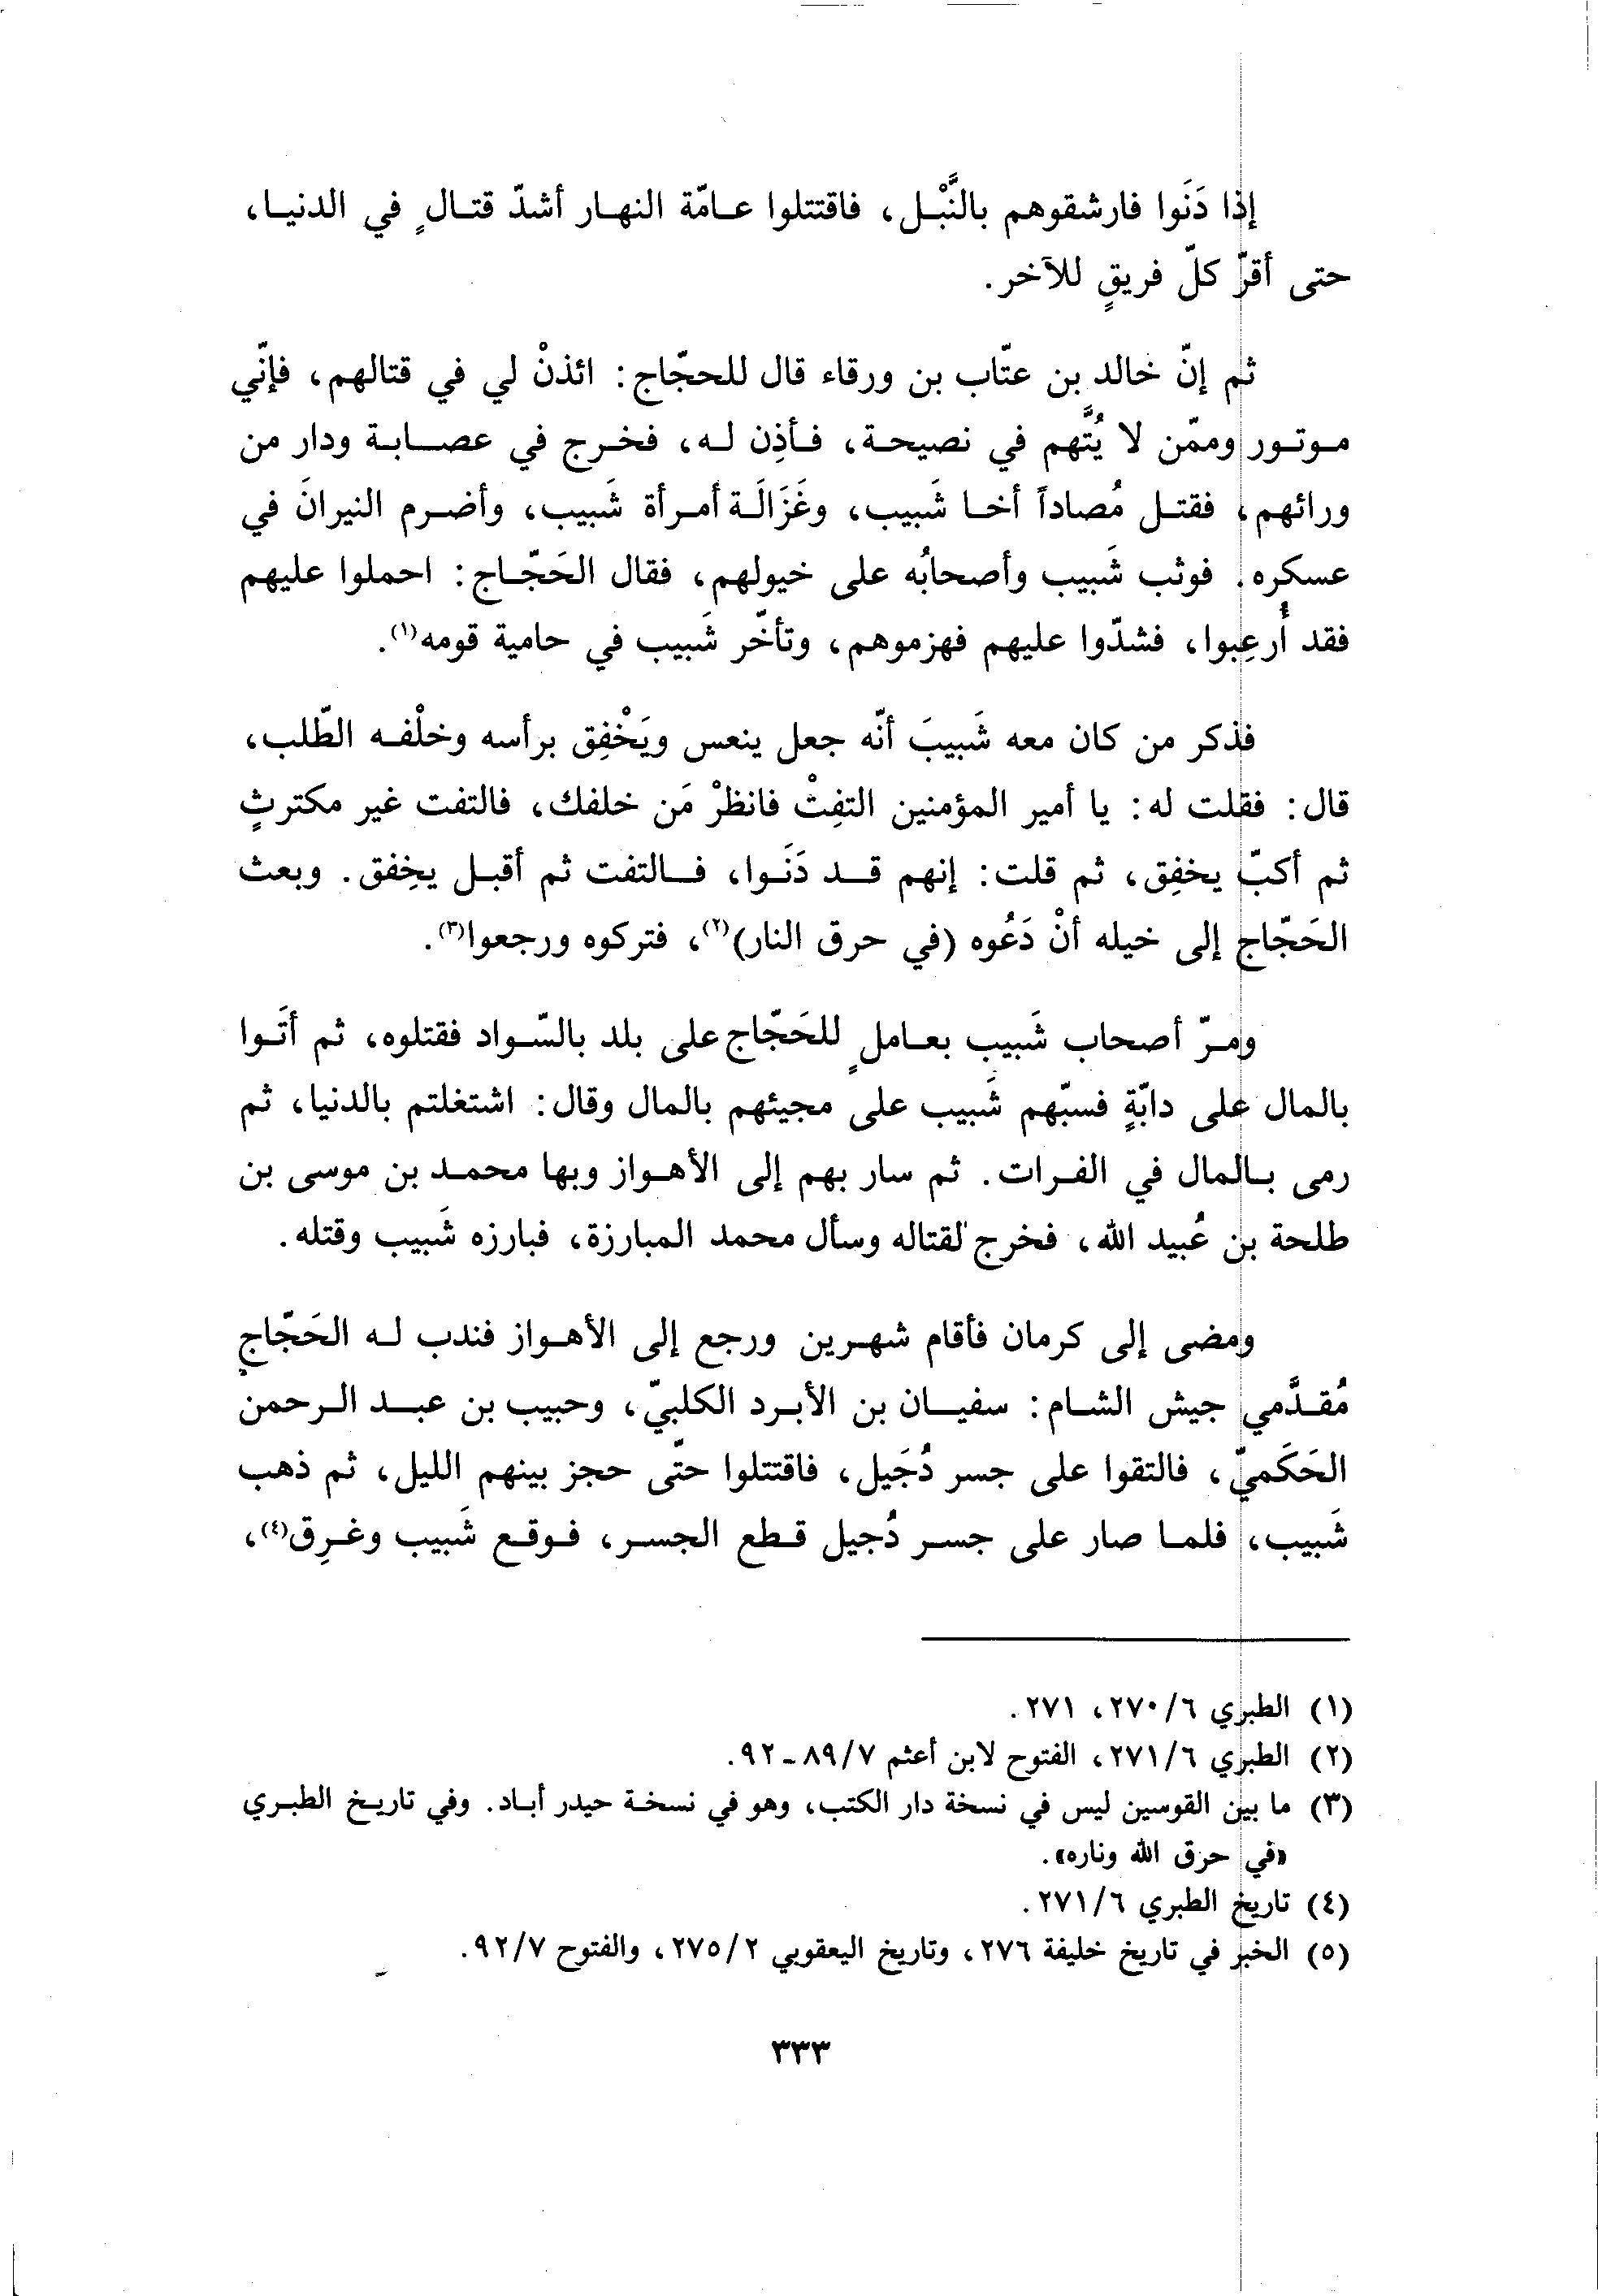 إذا دَنَوا فارشقوهم بالنَّبْل، فاقتتلوا عامّة النهار أشدّ قتالٍ في الدنيا،
حتى أقرّ كلّ فريقٍ للآخر.
ثم إنّ خالد بن عتّاب بن ورقاء قال للحجّاج: ائذنْ لي في قتالهم، فإنّي
موتور وممّن لا يُتَّهم في نصيحة، فأذِن له، فخرج في عصابة ودار من
ورائهم، فقتل مُصاداً أخا شَبيب، وغَزَالَة أمرأة شَبيب، وأضرم النيرانَ في
عسكره. فوثب شَبيب وأصحابُه على خيولهم، فقال الحَجّاج: احملوا عليهم
فقد أُرعِبوا، فشدّوا عليهم فهزموهم، وتأخّر شَبيب في حامية قومه(١).
فذكر من كان معه شَبيبَ أنّه جعل ينعس ويَخْفِق برأسه وخلْفه الطّلب،
قال: فقلت له: يا أمير المؤمنين التفِتْ فانظرْ مَن خلفك، فالتفت غير مكترثٍ
ثم أكبّ يخفِق، ثم قلت: إنهم قد دَنَوا، فالتفت ثم أقبل يخِفق. وبعث
الحَجّاج إلى خيله أنْ دَعُوه (في حرق النار)(٢)، فتركوه ورجعوا(٣).
ومرّ أصحاب شَبيب بعاملٍ للحَجّاج على بلد بالسّواد فقتلوه، ثم أتَوا
بالمال على دابّةٍ فسبّهم شَبيب على مجيئهم بالمال وقال: اشتغلتم بالدنيا، ثم
رمى بالمال في الفرات. ثم سار بهم إلى الأهواز وبها محمد بن موسى بن
طلحة بن عُبيد الله، فخرج لقتاله وسأل محمد المبارزة، فبارزه شَبيب وقتله.
ومضى إلى كرمان فأقام شهرين ورجع إلى الأهواز فندب له الحَجّاج
مُقدَّمي جيش الشام: سفيان بن الأبرد الكلبيّ، وحبيب بن عبد الرحمن
الحَكَميّ، فالتقوا على جسر دُجَيل، فاقتتلوا حتّى حجز بينهم الليل، ثم ذهب
شَبيب، فلما صار على جسر دُجيل قطع الجسر، فوقع شَبيب وغرِق(٤)،
(١) الطبري ٢٧٠/٦، ٢٧١.
(٢) الطبري ٢٧١/٦، الفتوح لابن أعثم ٨٩/٧ ـ ٩٢.
(٣) ما بين القوسين ليس في نسخة دار الكتب، وهو في نسخة حيدر أباد. وفي تاريخ الطبري
«في حرق الله وناره».
(٤) تاريخ الطبري ٢٧١/٦.
(٥) الخبر في تاريخ خليفة ٢٧٦، وتاريخ اليعقوبي ٢٧٥/٢، والفتوح ٩٢/٧.
٣٣٣